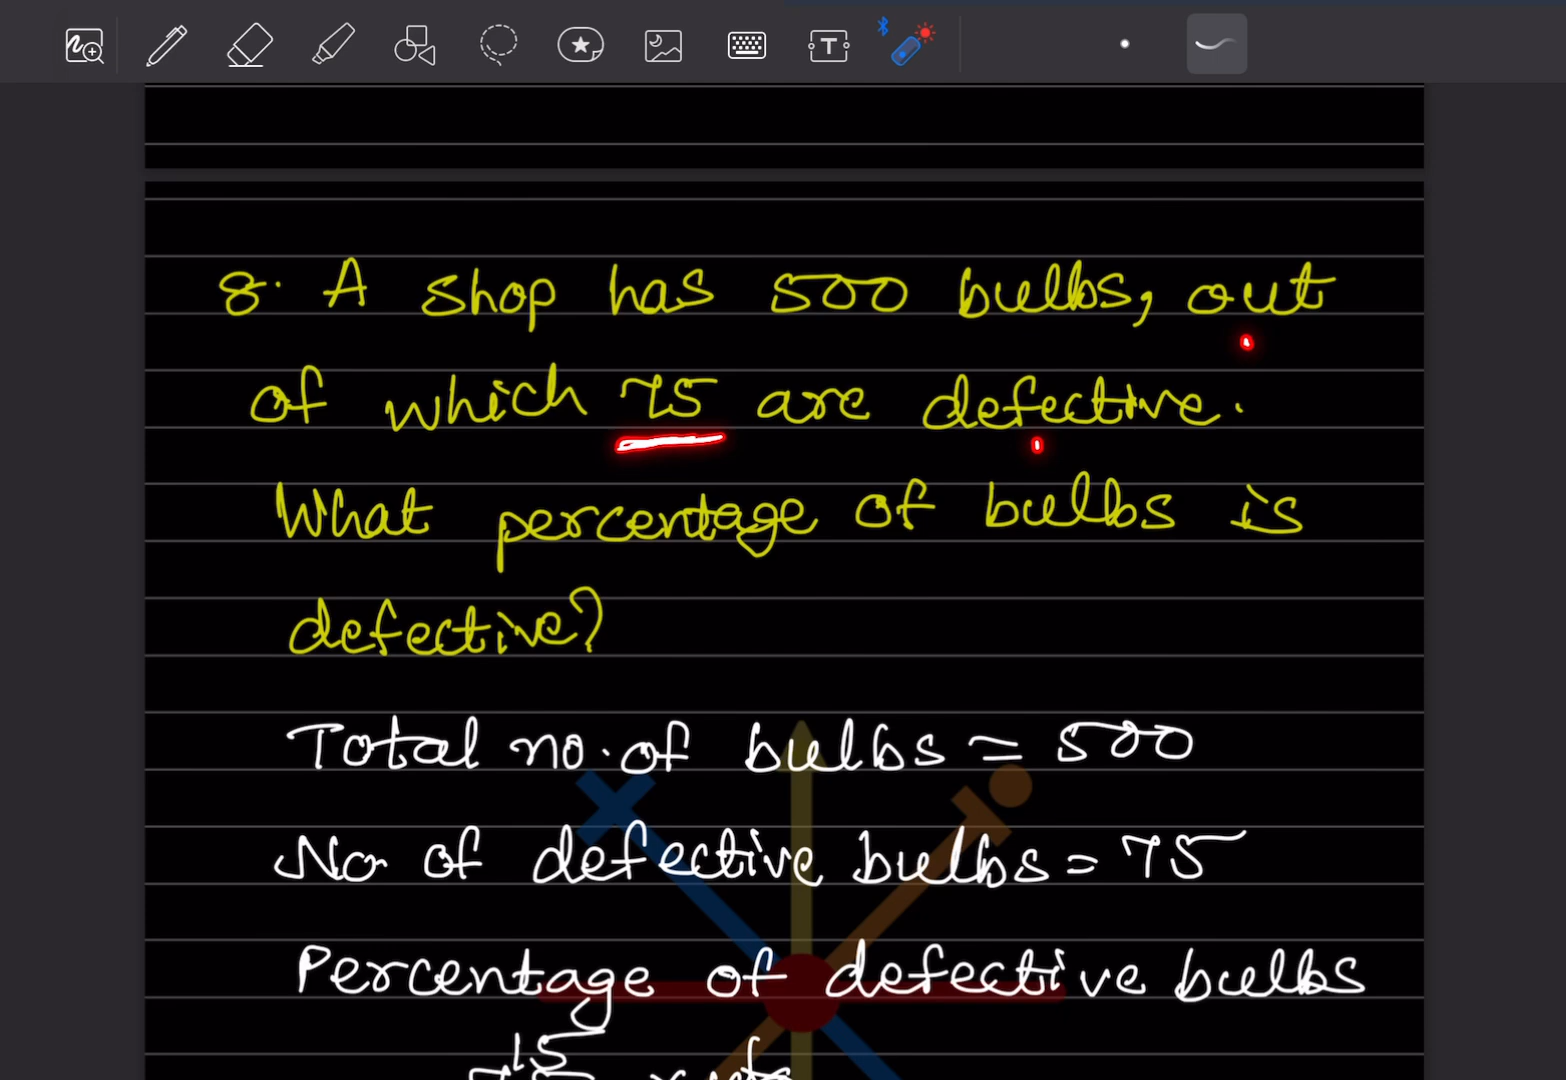 8. A shop has 500 bulbs, out
of which 75 are defective.
What percentage of bulbs is
defective?
Total no. of bulbs = 500
No of defective bulbs = 75
Percentage of defective bulbs
15